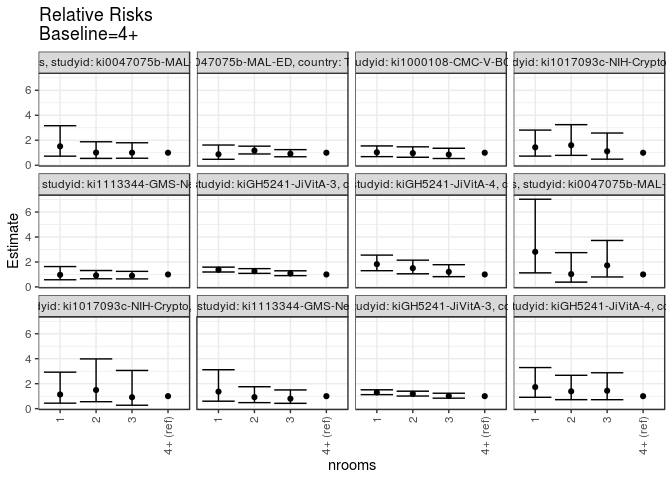 Relative Risks
Baseline=4+
s, studyid: ki0047075b-MAL-
047075b-MAL-ED, country: T
tudyid: ki1000108-CMC-V-BC
dyid: ki1017093c-NIH-Crypto
studyid: ki1113344-GMS-Ne
studyid: kiGH5241-JiVitA-3, c
tudyid: kiGH5241-JiVitA-4, c
s, studyid: ki0047075b-MAL-
dyid: ki1017093c-NIH-Crypto,
studyid: ki1113344-GMS-Ne
tudyid: kiGH5241-JiVitA-3, co
tudyid: kiGH5241-JiVitA-4, co
Estimate
6
4
2
0
6
4
2
0
6
4
2
0
1
2
3
4+ (ref)
1
2
3
4+ (ref)
1
2
3
4+ (ref)
1
2
3
4+ (ref)
nrooms